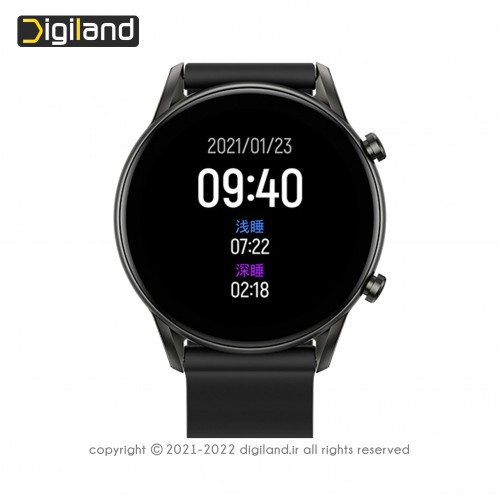 Digiland
2021/01/23
09:40
浅睡
07:22
深睡
02:18
copyright © 2021-2022 digiland.ir all rights reserved